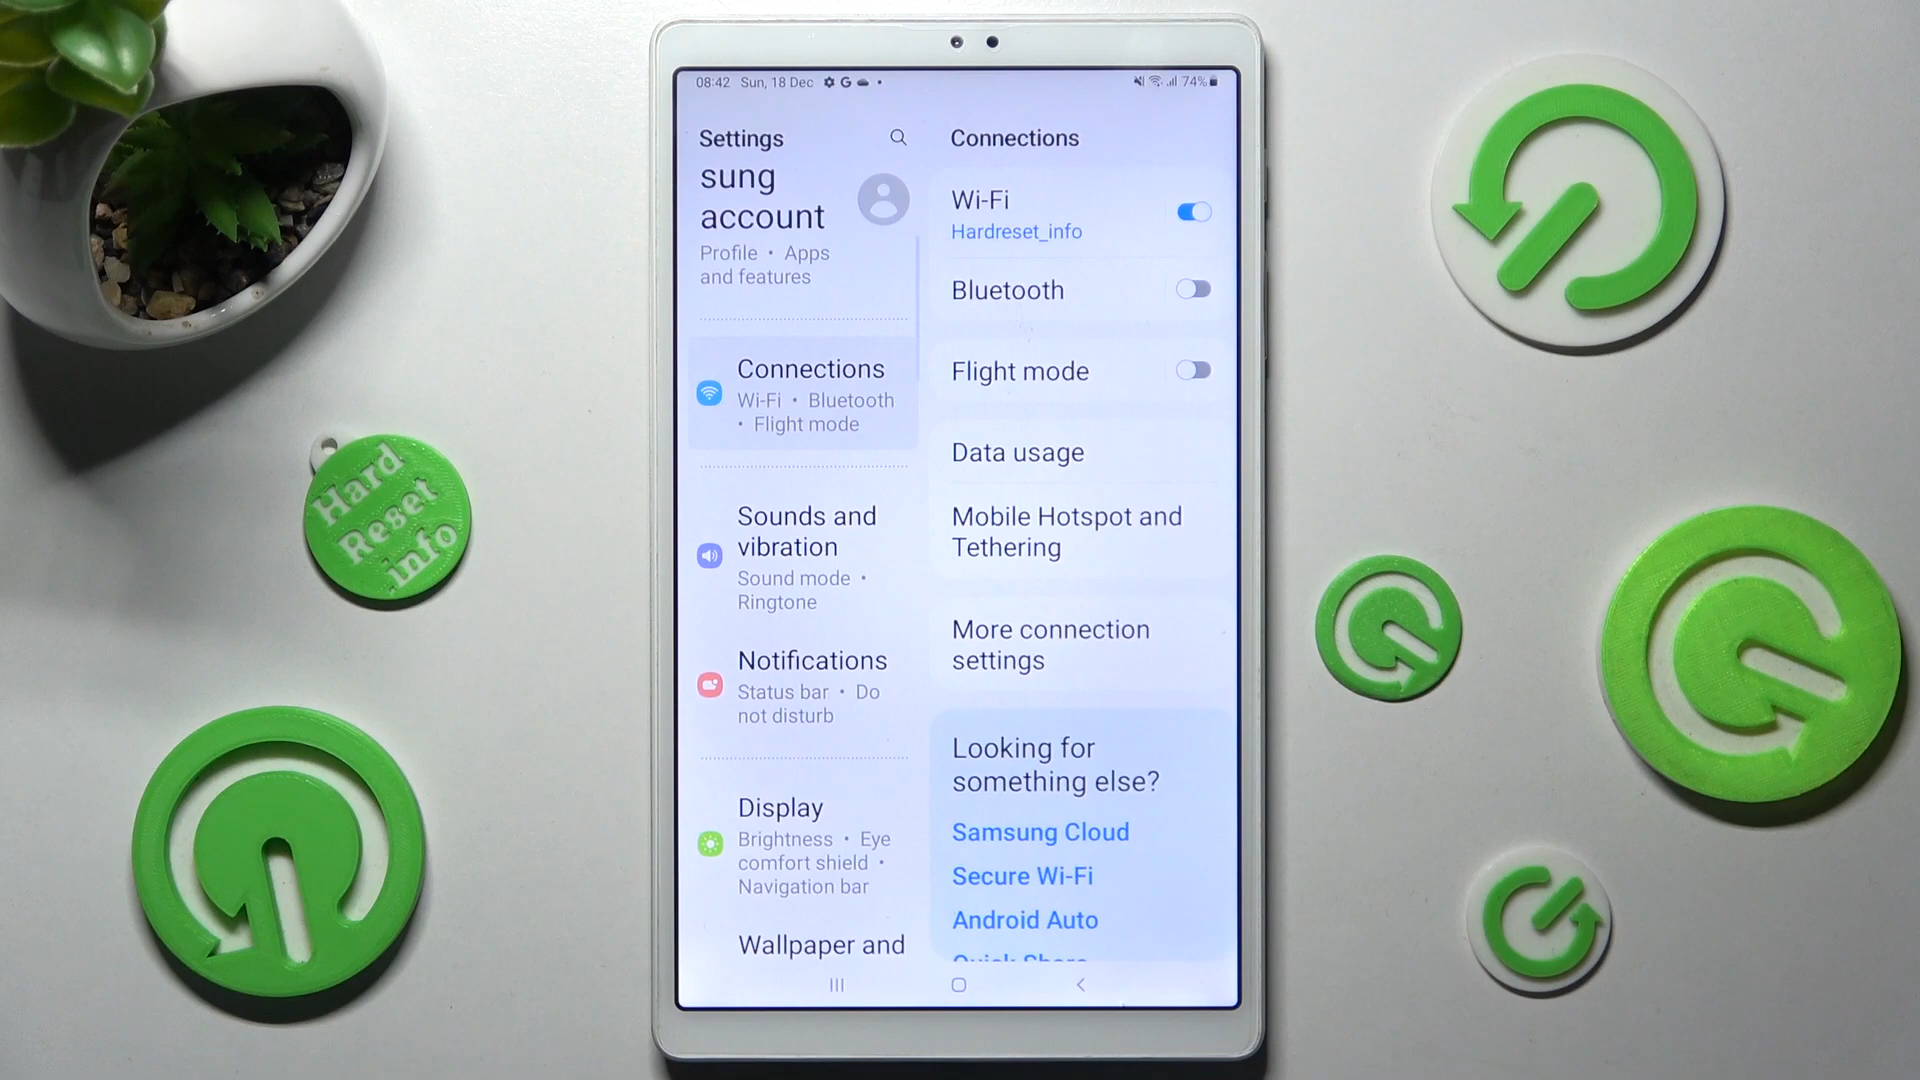 08:42 Sun, 18 Dec
74%
Settings
sung
account
Profile • Apps
and features
Connections
Wi-Fi • Bluetooth
• Flight mode
Sounds and
vibration
Sound mode •
Ringtone
Notifications
Status bar • Do
not disturb
Display
Brightness • Eye
comfort shield •
Navigation bar
Wallpaper and
Connections
Wi-Fi
Hardreset_info
Bluetooth
Flight mode
Data usage
Mobile Hotspot and
Tethering
More connection
settings
Looking for
something else?
Samsung Cloud
Secure Wi-Fi
Android Auto
Quick Share
Hard
Reset
.info